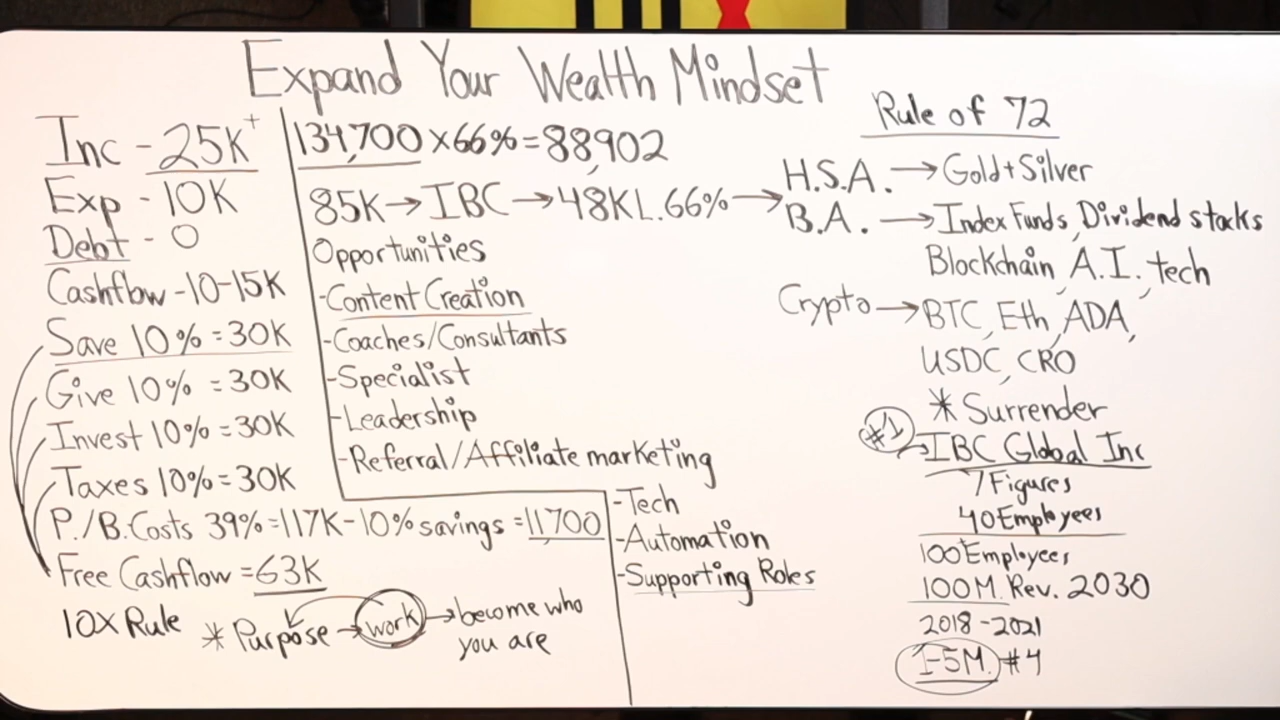 Expand Your Wealth Mindset
Inc - 25K+
Exp - 10K
Debt - 0
Cashflow - 10-15K
Save 10% = 30K
Give 10% = 30K
Invest 10% = 30K
Taxes 10% = 30K
P./B. Costs 39% = 117K - 10% savings = 11,700
Free Cashflow = 63K
10X Rule
* Purpose → work → become who
you are
134,700 x 66% = 88,902
85K → IBC → 48K L. 66% →
Opportunities
- Content Creation
- Coaches/Consultants
- Specialist
- Leadership
- Referral/Affiliate marketing
- Tech
- Automation
- Supporting Roles
Rule of 72
H.S.A. → Gold + Silver
B.A. → Index Funds, Dividend stocks
Blockchain, A.I., tech
Crypto → BTC, Eth, ADA,
USDC, CRO
* Surrender
#1 → IBC Global Inc
7 Figures
40 Employees
100+ Employees
100M. Rev. 2030
2018 - 2021
1-5M. #4